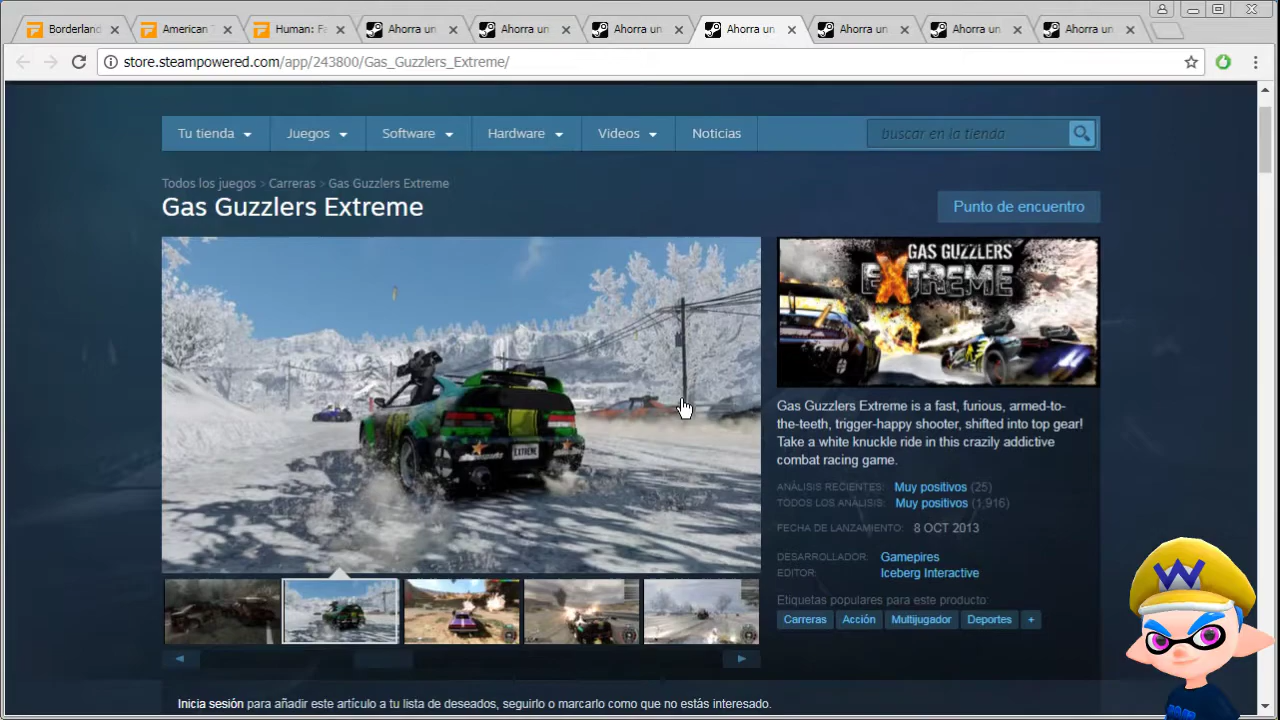 Borderland
American T
Human: Fa
Ahorra un
Ahorra un
Ahorra un
Ahorra un
Ahorra un
Ahorra un
Ahorra un
store.steampowered.com/app/243800/Gas_Guzzlers_Extreme/
Tu tienda
Juegos
Software
Hardware
Videos
Noticias
buscar en la tienda
Todos los juegos > Carreras > Gas Guzzlers Extreme
Gas Guzzlers Extreme
Punto de encuentro
EXTREME
GAS GUZZLERS
EXTREME
Gas Guzzlers Extreme is a fast, furious, armed-to-
the-teeth, trigger-happy shooter, shifted into top gear!
Take a white knuckle ride in this crazily addictive
combat racing game.
ANÁLISIS RECIENTES: Muy positivos (25)
TODOS LOS ANÁLISIS: Muy positivos (1,916)
FECHA DE LANZAMIENTO: 8 OCT 2013
DESARROLLADOR: Gamepires
EDITOR: Iceberg Interactive
Etiquetas populares para este producto:
Carreras Acción Multijugador Deportes +
Inicia sesión para añadir este artículo a tu lista de deseados, seguirlo o marcarlo como que no estás interesado.
W